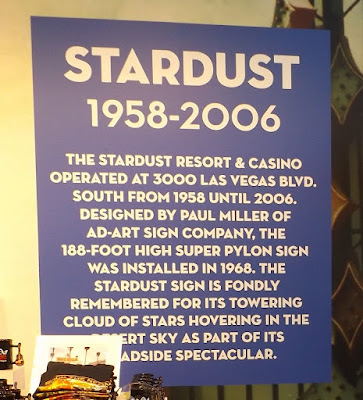 STARDUST
1958-2006
THE STARDUST RESORT & CASINO
OPERATED AT 3000 LAS VEGAS BLVD.
SOUTH FROM 1958 UNTIL 2006.
DESIGNED BY PAUL MILLER OF
AD-ART SIGN COMPANY, THE
188-FOOT HIGH SUPER PYLON SIGN
WAS INSTALLED IN 1968. THE
STARDUST SIGN IS FONDLY
REMEMBERED FOR ITS TOWERING
CLOUD OF STARS HOVERING IN THE
DESERT SKY AS PART OF ITS
ROADSIDE SPECTACULAR.